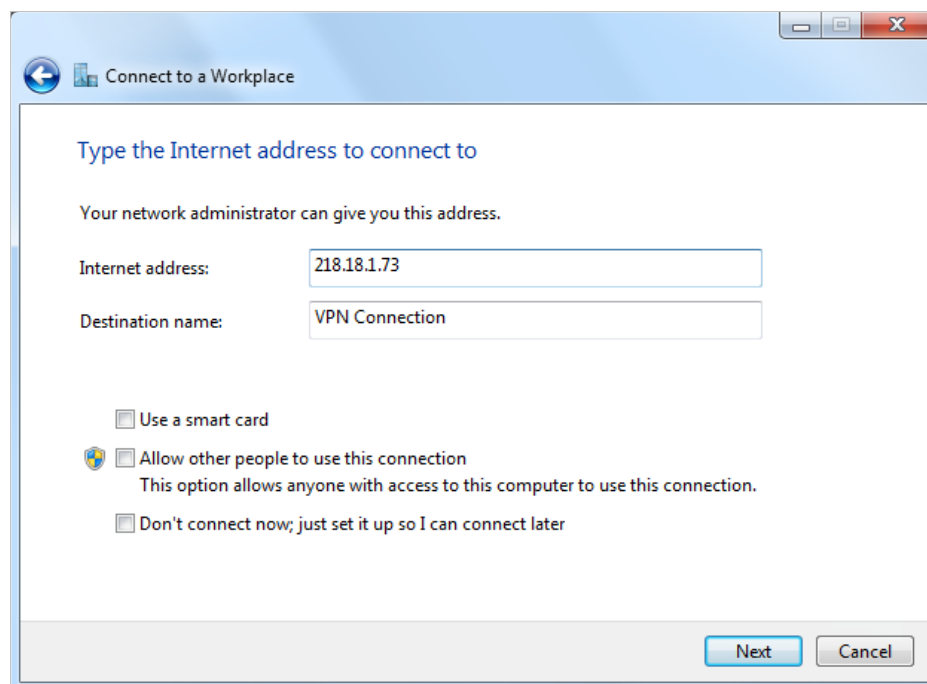 Connect to a Workplace
Type the Internet address to connect to
Your network administrator can give you this address.
Internet address: 218.18.1.73
Destination name: VPN Connection
Use a smart card
Allow other people to use this connection
This option allows anyone with access to this computer to use this connection.
Don't connect now; just set it up so I can connect later
Next Cancel